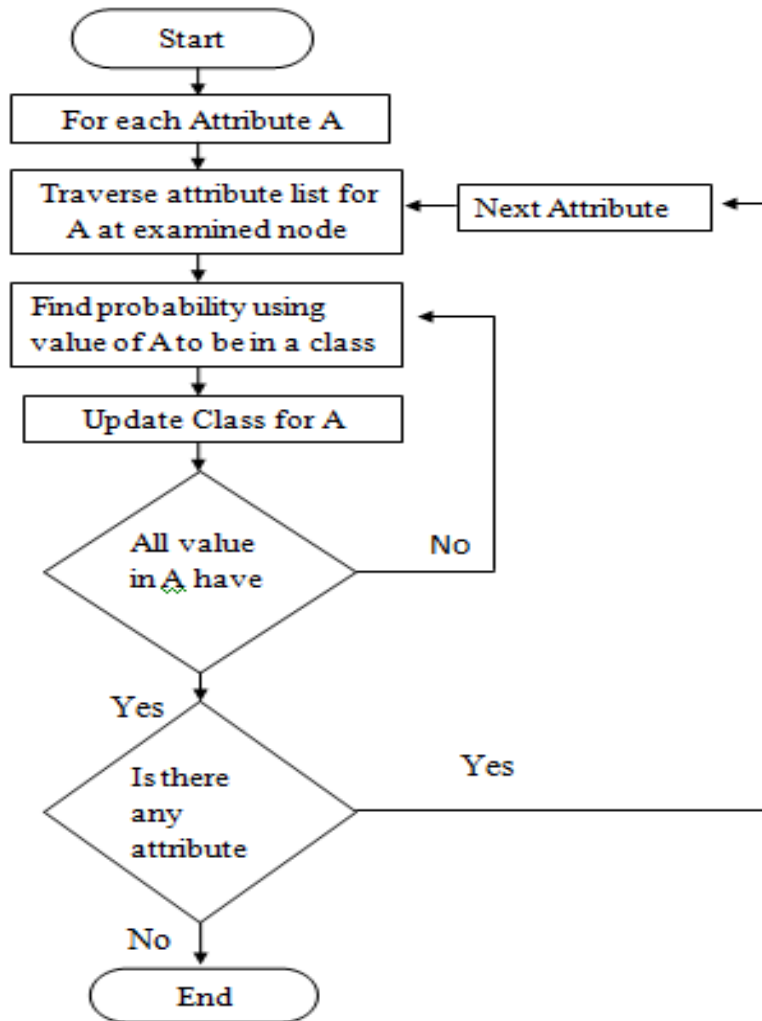 Start
For each Attribute A
Traverse attribute list for
A at examined node
Next Attribute
Find probability using
value of A to be in a class
Update Class for A
All value
in A have
No
Yes
Is there
any
attribute
Yes
No
End